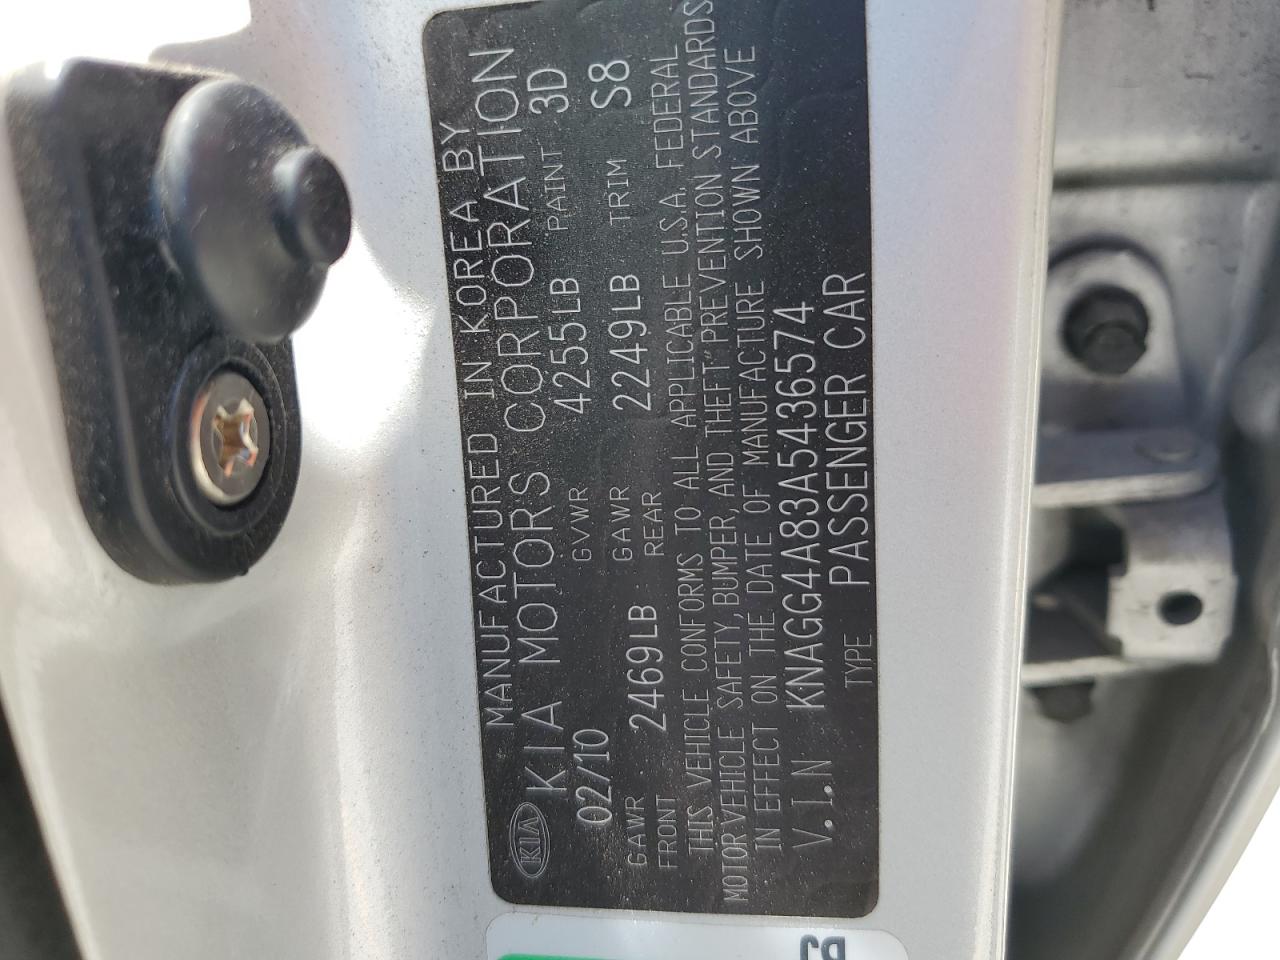 MANUFACTURED IN KOREA BY
KIA KIA MOTORS CORPORATION
02/10 GVWR 4255LB PAINT 3D
GAWR FRONT 2469LB GAWR REAR 2249LB TRIM S8
THIS VEHICLE CONFORMS TO ALL APPLICABLE U.S.A. FEDERAL
MOTOR VEHICLE SAFETY, BUMPER, AND THEFT PREVENTION STANDARDS
IN EFFECT ON THE DATE OF MANUFACTURE SHOWN ABOVE
V.I.N KNAGG4A83A5436574
TYPE PASSENGER CAR